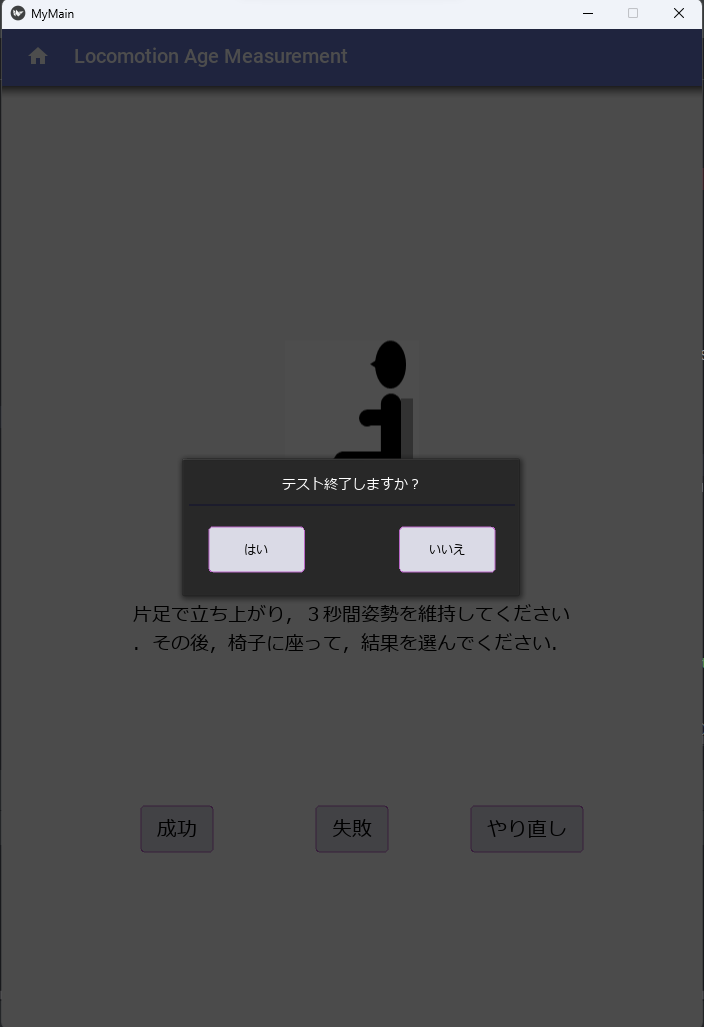 MyMain
Locomotion Age Measurement
テスト終了しますか？
はい
いいえ
片足で立ち上がり，３秒間姿勢を維持してください
．その後，椅子に座って，結果を選んでください．
成功
失敗
やり直し